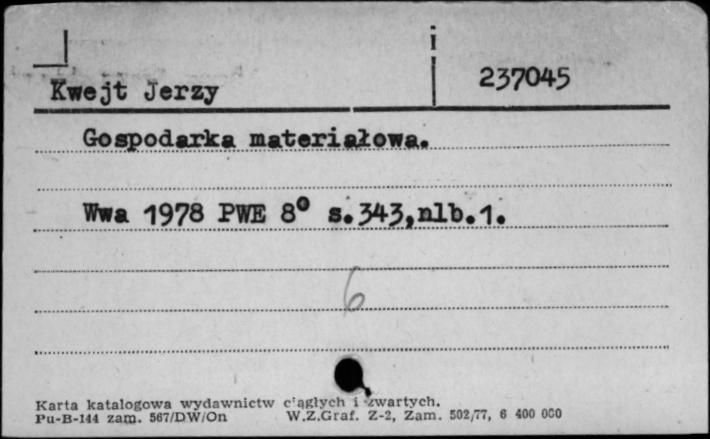 i
Kwejt Jerzy 237045
Gospodarka materiałowa.
Wwa 1978 PWE 8° s.343,nlb.1.
6
Karta katalogowa wydawnictw ciągłych i zwartych.
Pu-B-144 zam. 567/DW/On W.Z.Graf. Z-2, Zam. 502/77, 6 400 000